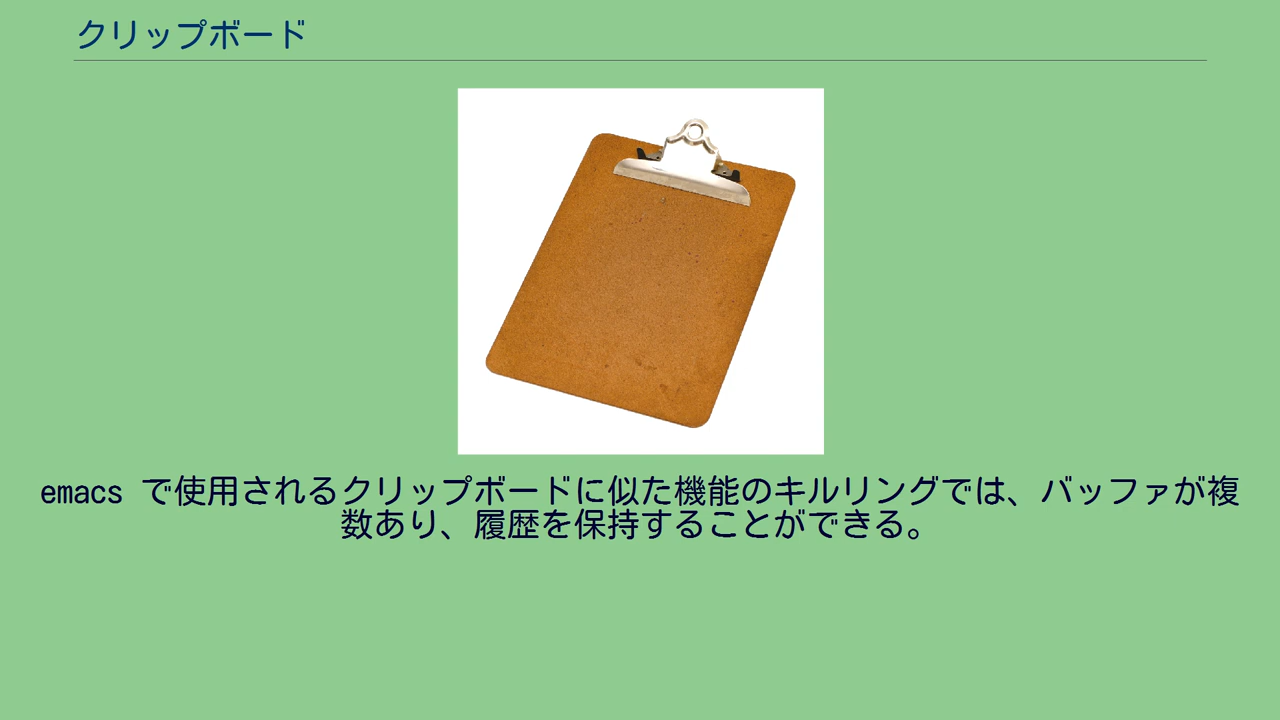 クリップボード
emacs で使用されるクリップボードに似た機能のキルリングでは、バッファが複
数あり、履歴を保持することができる。